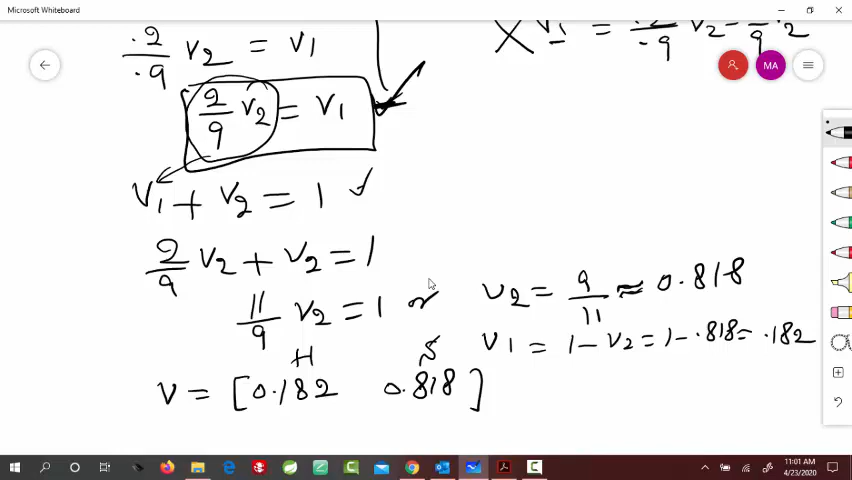 Microsoft Whiteboard
MA
.2/.9 v2 = v1
2/9 v2 = v1
v1 + v2 = 1 ✓
2/9 v2 + v2 = 1
11/9 v2 = 1 or v2 = 9/11 ≈ 0.818
v1 = 1 - v2 = 1 - .818 = .182
H S
v = [0.182 0.818]
11:01 AM
4/23/2020